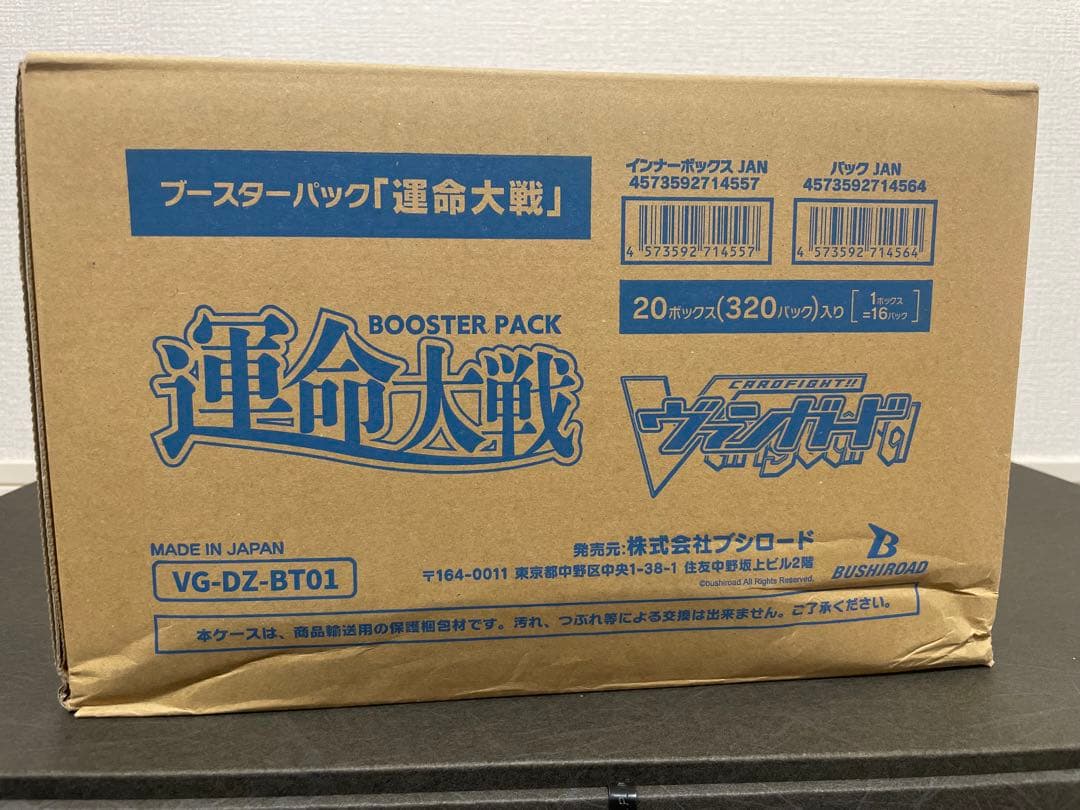 ブースターパック「運命大戦」
インナーボックス JAN
4573592714557
4 573592 714557
パック JAN
4573592714564
4 573592 714564
20ボックス(320パック)入り [1ボックス=16パック]
BOOSTER PACK
運命大戦
CARDFIGHT!!
ヴァンガード
Vanguard
MADE IN JAPAN
VG-DZ-BT01
発売元:株式会社ブシロード
〒164-0011 東京都中野区中央1-38-1 住友中野坂上ビル2階
©bushiroad All Rights Reserved.
BUSHIROAD
本ケースは、商品輸送用の保護梱包材です。汚れ、つぶれ等による交換は出来ません。ご了承ください。